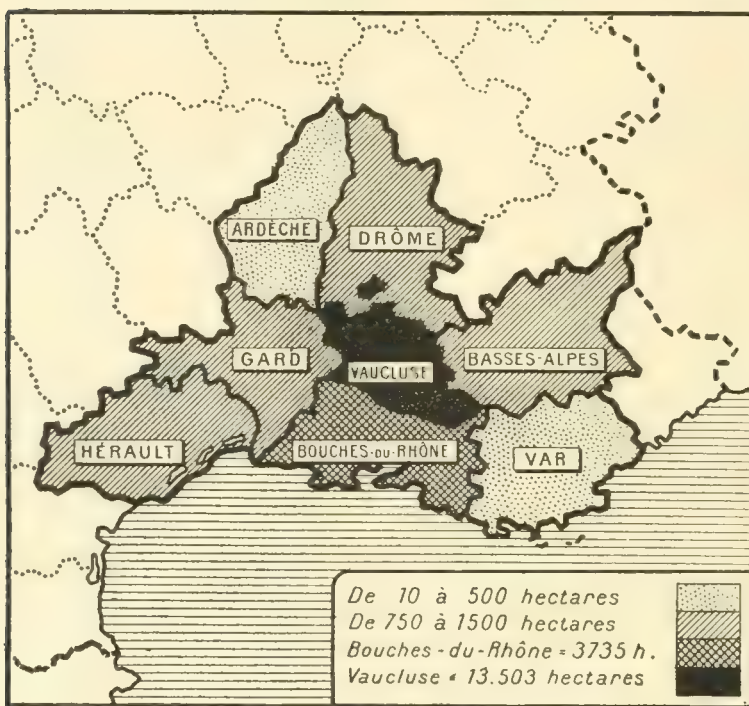 ARDÈCHE
DRÔME
GARD
VAUCLUSE
BASSES-ALPES
HÉRAULT
BOUCHES-DU-RHÔNE
VAR
De 10 à 500 hectares
De 750 à 1500 hectares
Bouches-du-Rhône = 3735 h.
Vaucluse = 13.503 hectares